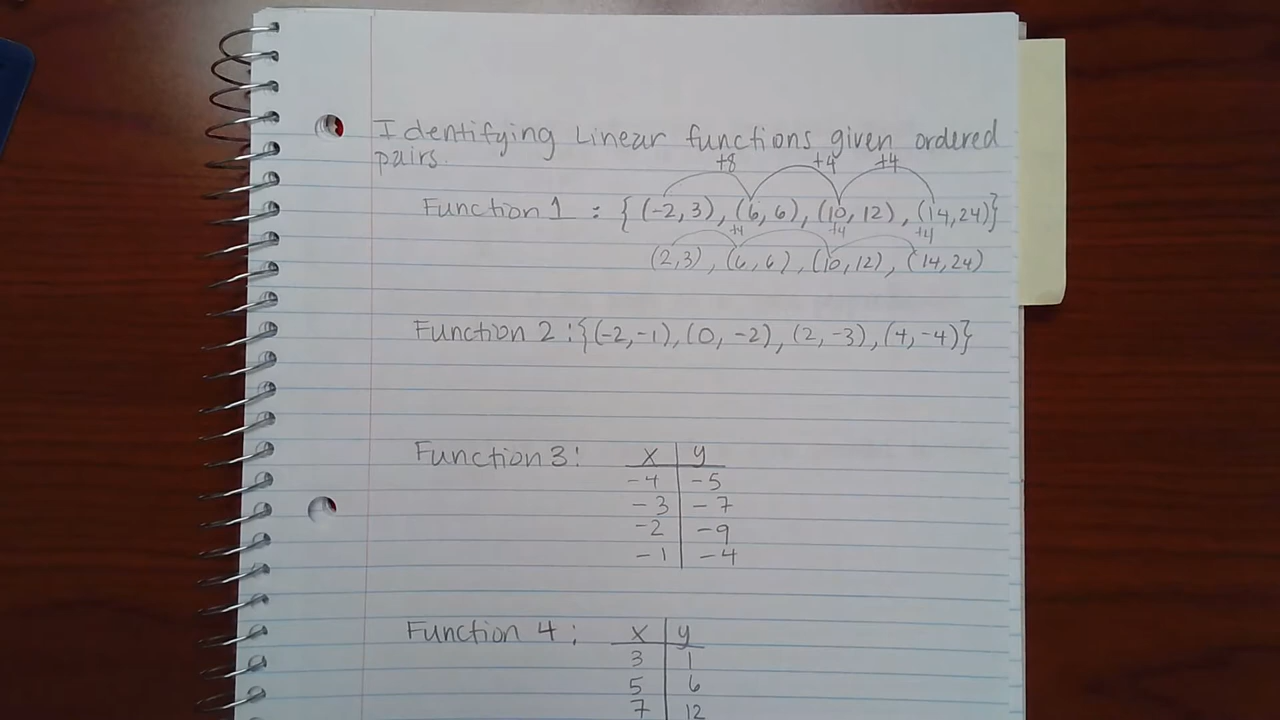 Identifying Linear functions given ordered
pairs.
+8 +4 +4
Function 1 : {(-2,3), (6,6), (10,12), (14,24)}
+4 +4 +4
(2,3), (6,6), (10,12), (14,24)
Function 2 : {(-2,-1), (0,-2), (2,-3), (4,-4)}
Function 3: x y
-4 -5
-3 -7
-2 -9
-1 -4
Function 4 : x y
3 1
5 6
7 12